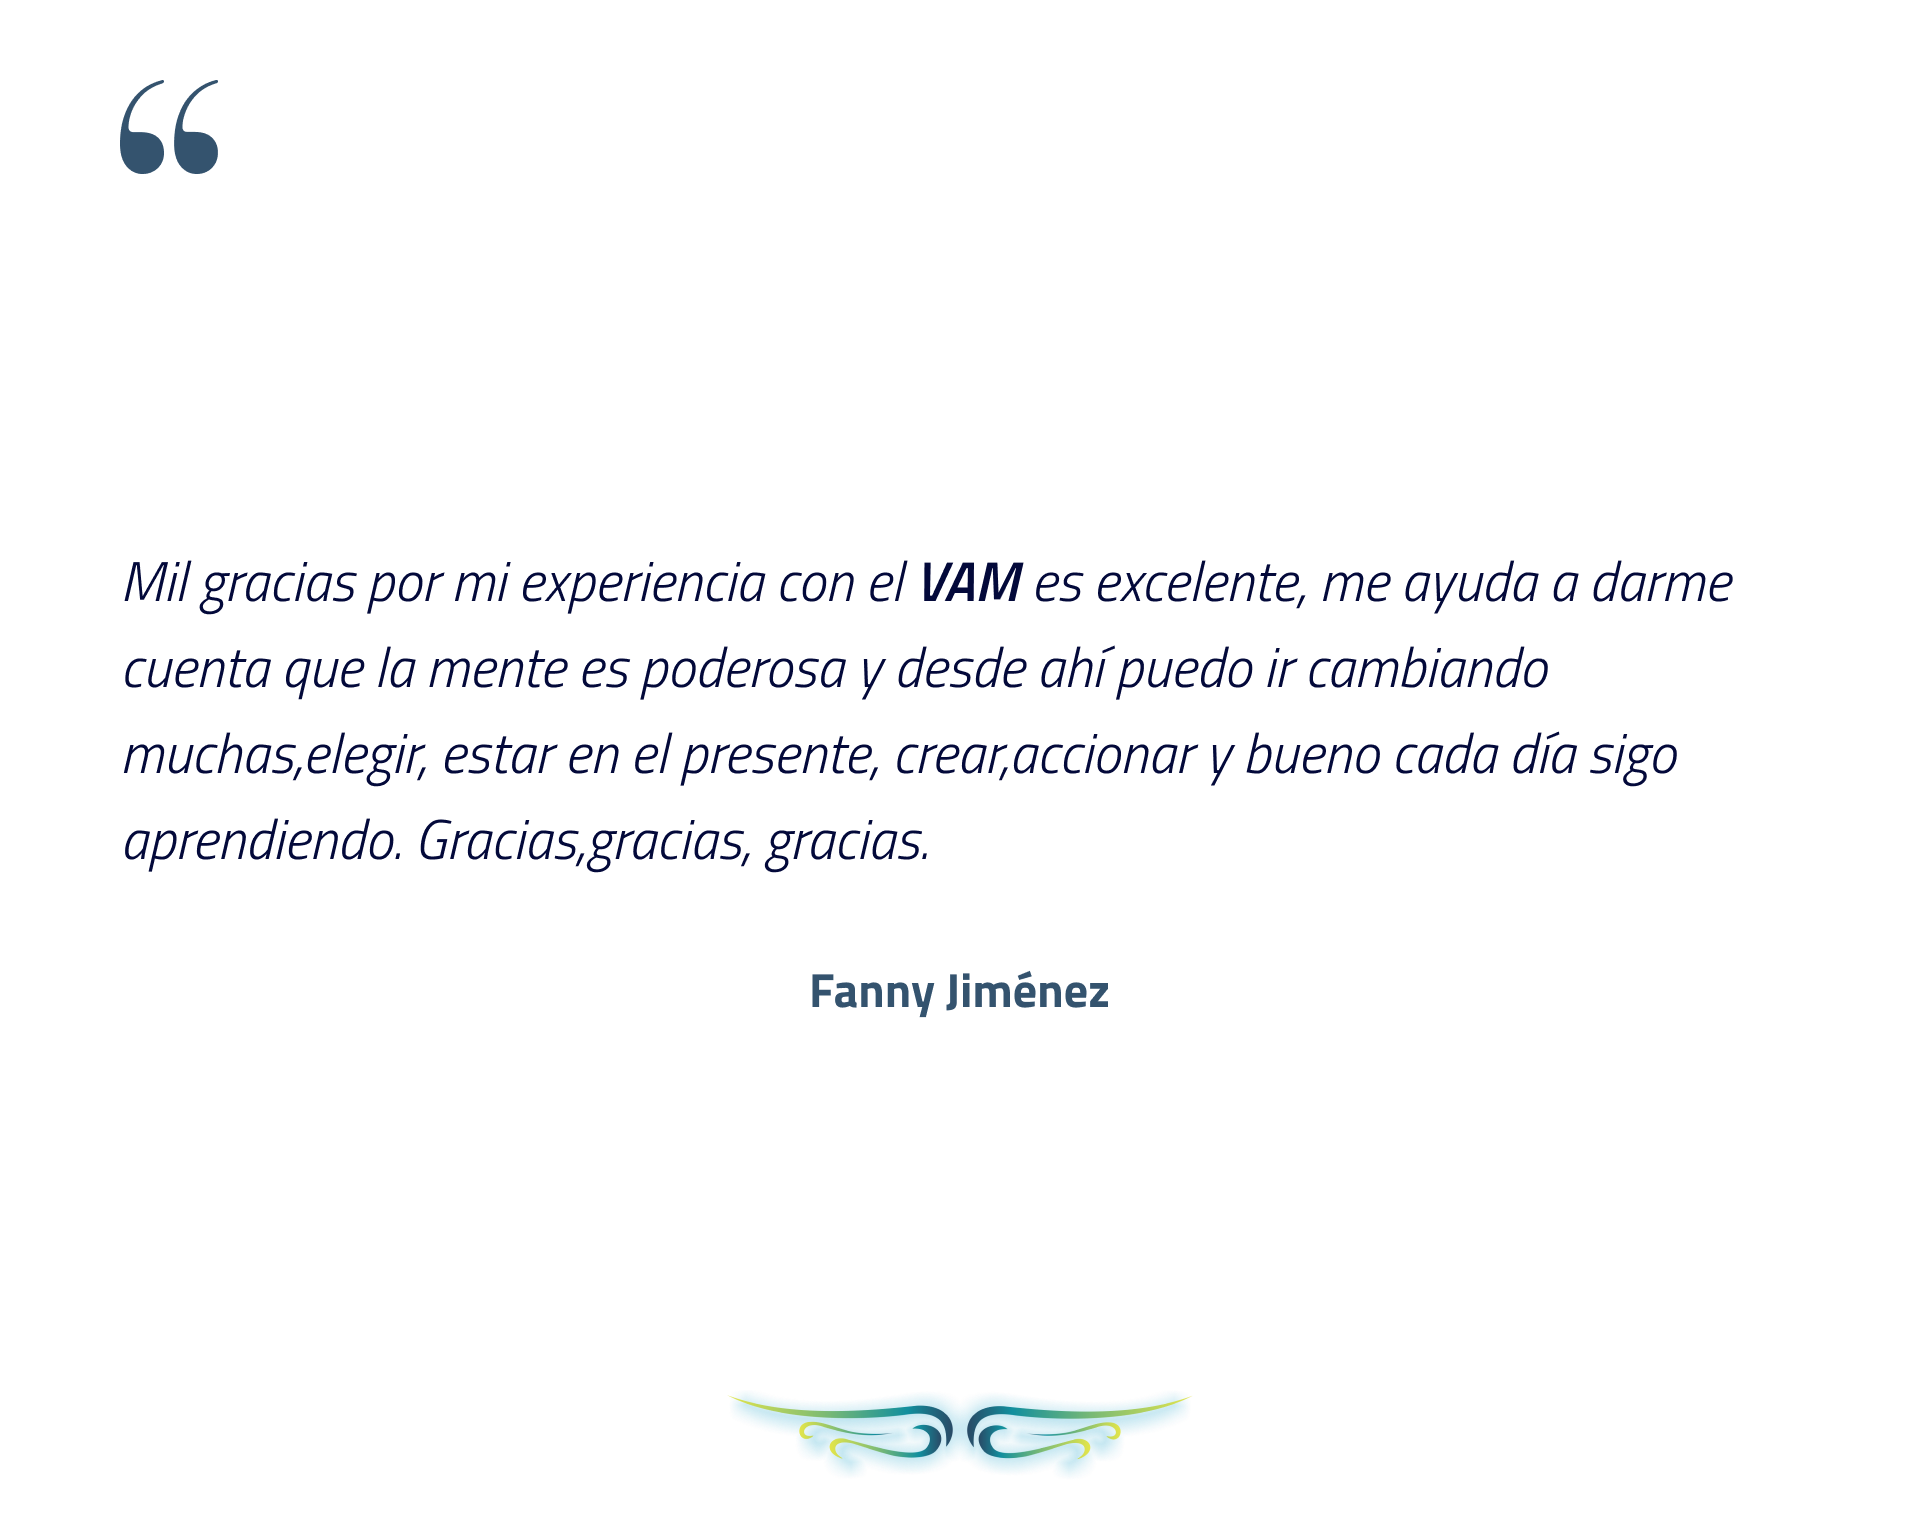 “
Mil gracias por mi experiencia con el VAM es excelente, me ayuda a darme
cuenta que la mente es poderosa y desde ahí puedo ir cambiando
muchas,elegir, estar en el presente, crear,accionar y bueno cada día sigo
aprendiendo. Gracias,gracias, gracias.
Fanny Jiménez